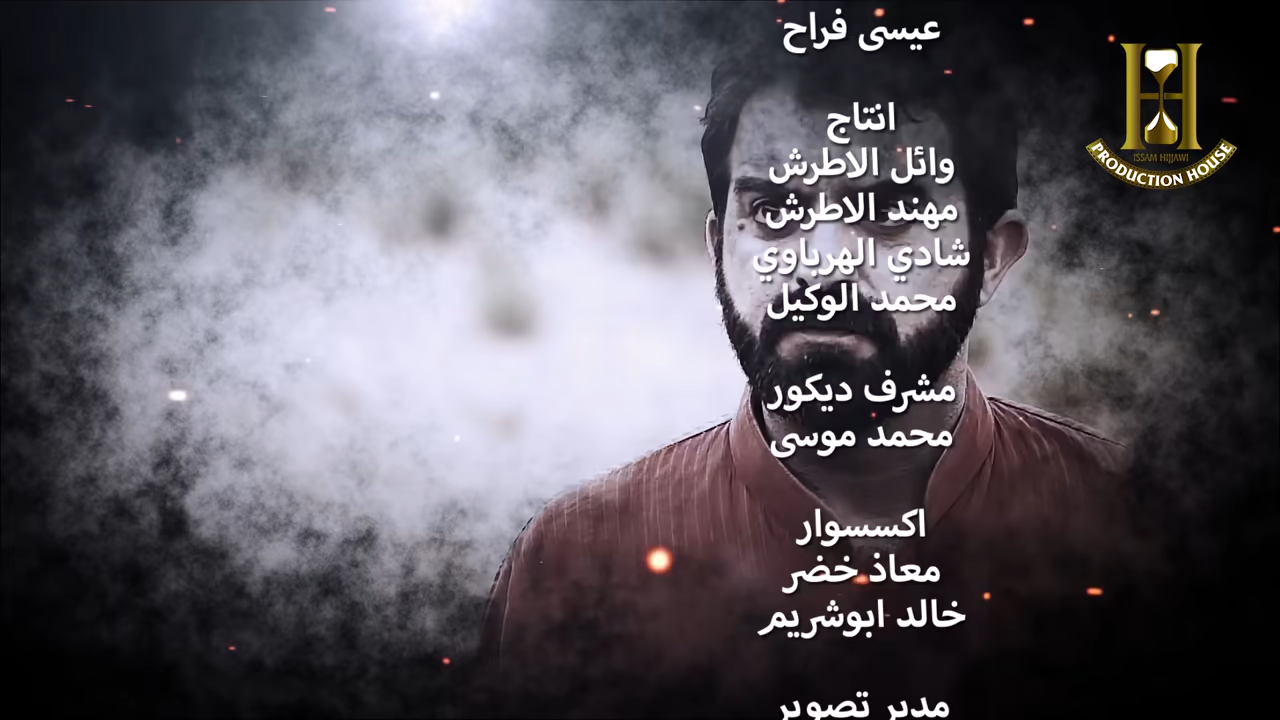 عيسى فراح
انتاج
وائل الاطرش
مهند الاطرش
شادي الهرباوي
محمد الوكيل
مشرف ديكور
محمد موسى
اكسسوار
معاذ خضر
خالد ابوشريم
مدير تصوير
ISSAM HIJJAWI
PRODUCTION HOUSE